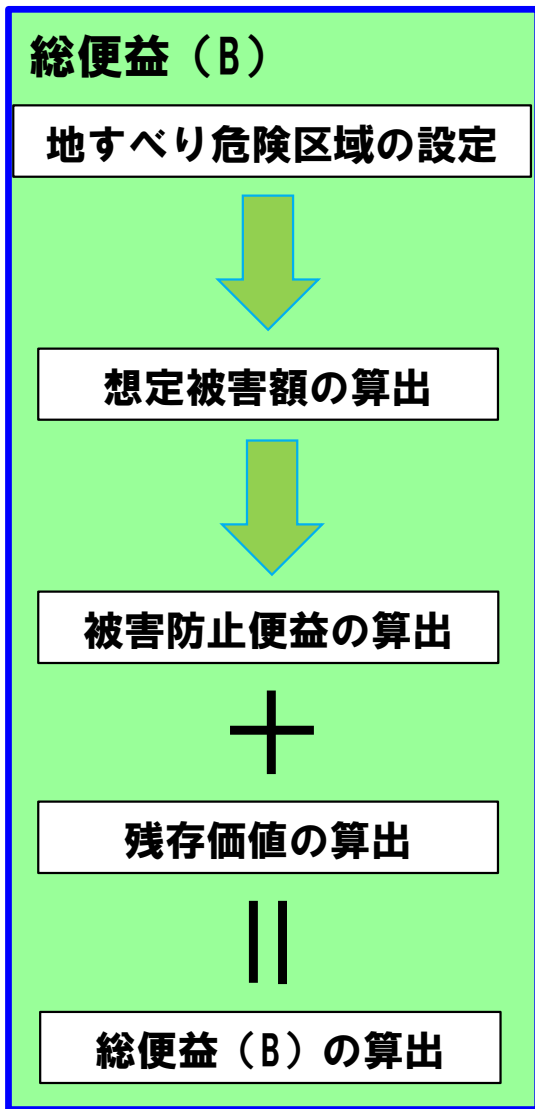 総便益（B）
地すべり危険区域の設定
想定被害額の算出
被害防止便益の算出
＋
残存価値の算出
||
総便益（B）の算出